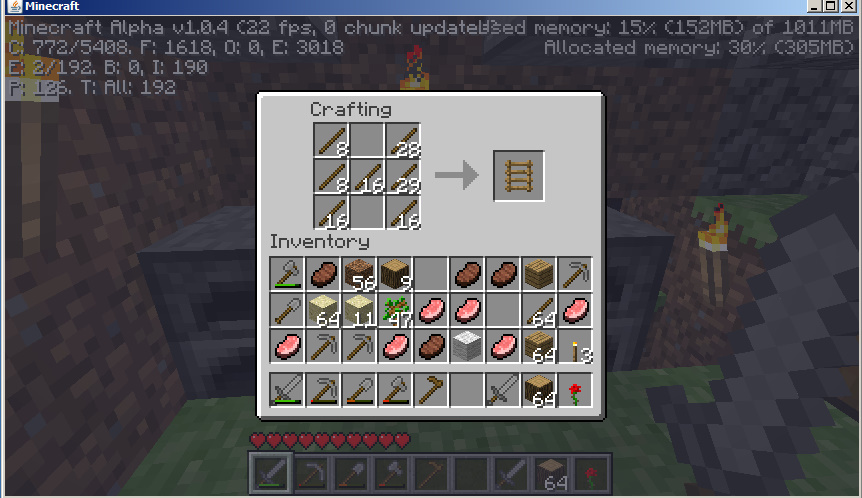 Minecraft
Minecraft Alpha v1.0.4 (22 fps, 0 chunk updates)
Used memory: 15% (152MB) of 1011MB
C: 772/5408. F: 1618, O: 0, E: 3018
Allocated memory: 30% (305MB)
E: 2/192. B: 0, I: 190
P: 126. T: All: 192
Crafting
8 28
8 16 29
16 16
Inventory
56 9
64 11 47 64
64 3
64
64